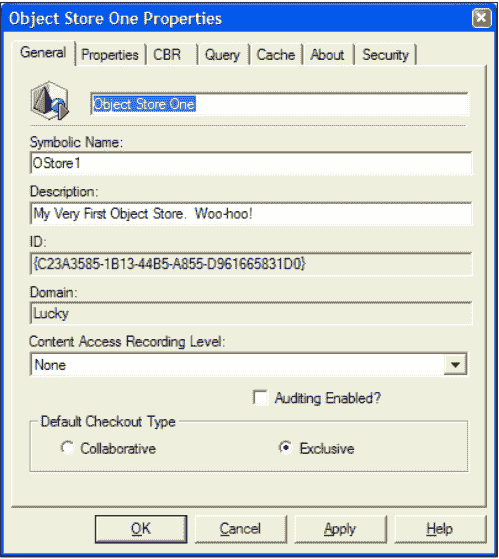 Object Store One Properties
General Properties CBR Query Cache About Security
Object Store One
Symbolic Name:
OStore1
Description:
My Very First Object Store. Woo-hoo!
ID:
{C23A3585-1B13-44B5-A855-D961665831D0}
Domain:
Lucky
Content Access Recording Level:
None
Auditing Enabled?
Default Checkout Type
Collaborative Exclusive
OK Cancel Apply Help